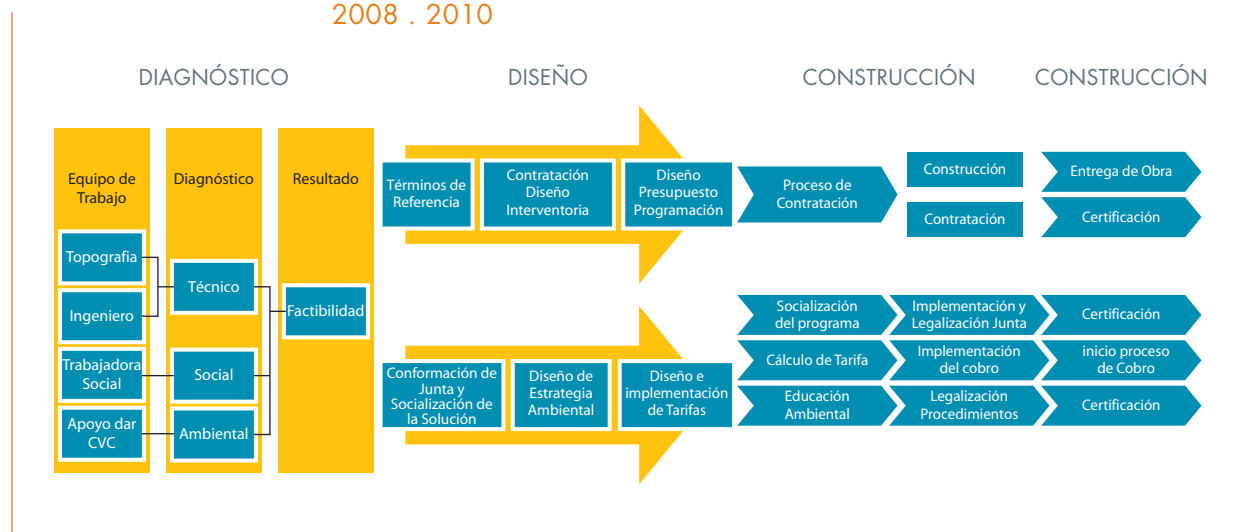 2008 . 2010
DIAGNÓSTICO
DISEÑO
CONSTRUCCIÓN
CONSTRUCCIÓN
Equipo de
Trabajo
Diagnóstico
Resultado
Topografia
Ingeniero
Trabajadora
Social
Apoyo dar
CVC
Técnico
Social
Ambiental
Factibilidad
Términos de
Referencia
Contratación
Diseño
Interventoria
Diseño
Presupuesto
Programación
Proceso de
Contratación
Construcción
Contratación
Entrega de Obra
Certificación
Conformación de
Junta y
Socialización de
la Solución
Diseño de
Estrategia
Ambiental
Diseño e
implementación
de Tarifas
Socialización
del programa
Implementación y
Legalización Junta
Certificación
Cálculo de Tarifa
Implementación
del cobro
inicio proceso
de Cobro
Educación
Ambiental
Legalización
Procedimientos
Certificación